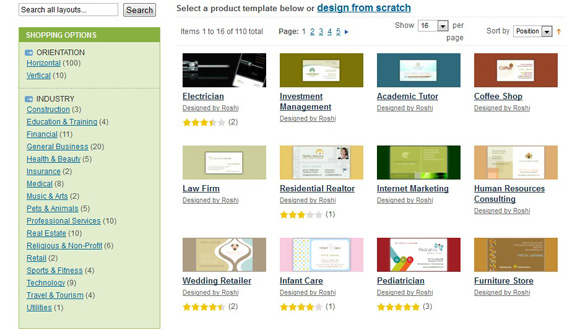 Search all layouts... Search
SHOPPING OPTIONS
ORIENTATION
Horizontal (100)
Vertical (10)
INDUSTRY
Construction (3)
Education & Training (4)
Financial (11)
General Business (20)
Health & Beauty (5)
Insurance (2)
Medical (8)
Music & Arts (2)
Pets & Animals (5)
Professional Services (10)
Real Estate (10)
Religious & Non-Profit (6)
Retail (2)
Sports & Fitness (4)
Technology (9)
Travel & Tourism (4)
Utilities (1)
Select a product template below or design from scratch
Items 1 to 16 of 110 total Page: 1 2 3 4 5 Show 16 per page Sort by Position
Electrician
Designed by Roshi
(2)
Investment Management
Designed by Roshi
Academic Tutor
Designed by Roshi
Coffee Shop
Designed by Roshi
Law Firm
Designed by Roshi
Residential Realtor
Designed by Roshi
(1)
Internet Marketing
Designed by Roshi
Human Resources Consulting
Designed by Roshi
Wedding Retailer
Designed by Roshi
(2)
Infant Care
Designed by Roshi
(1)
Pediatrician
Designed by Roshi
(3)
Furniture Store
Designed by Roshi